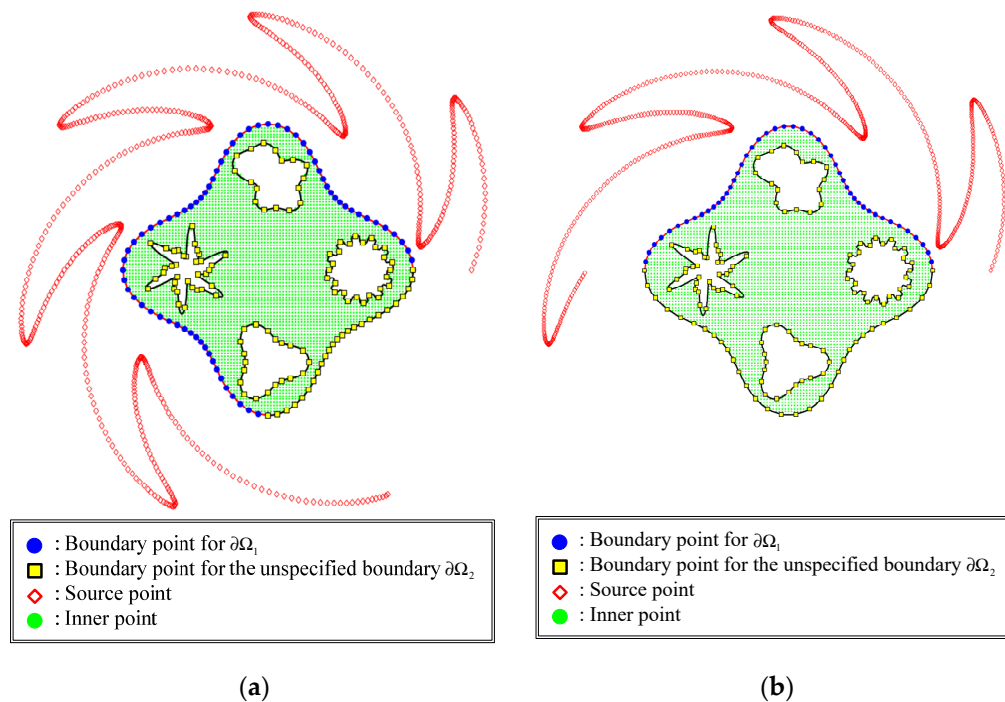 : Boundary point for ∂Ω₁
: Boundary point for the unspecified boundary ∂Ω₂
: Source point
: Inner point
(a)
: Boundary point for ∂Ω₁
: Boundary point for the unspecified boundary ∂Ω₂
: Source point
: Inner point
(b)